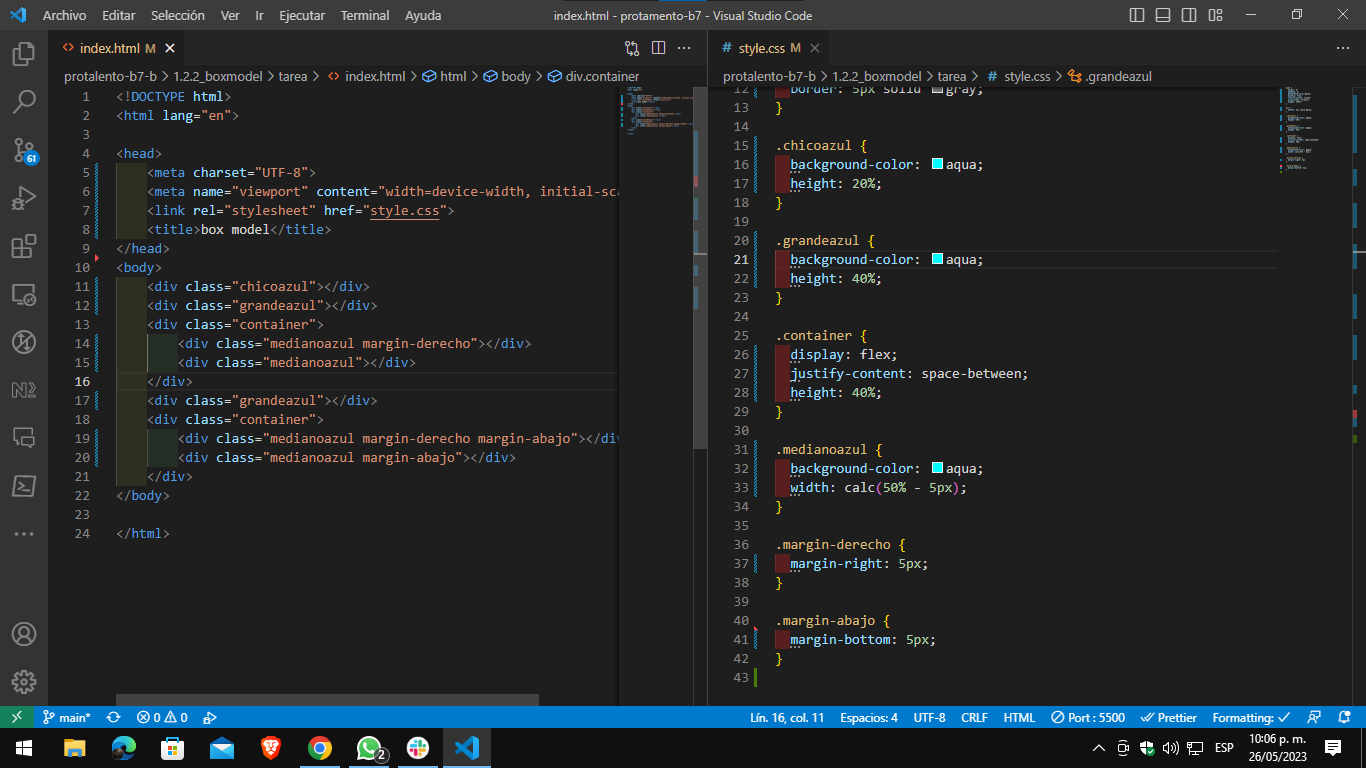 Archivo Editar Selección Ver Ir Ejecutar Terminal Ayuda
index.html - protamento-b7 - Visual Studio Code
index.html M
protalento-b7-b > 1.2.2_boxmodel > tarea > index.html > html > body > div.container
1 <!DOCTYPE html>
2 <html lang="en">
3
4 <head>
5 <meta charset="UTF-8">
6 <meta name="viewport" content="width=device-width, initial-sca
7 <link rel="stylesheet" href="style.css">
8 <title>box model</title>
9 </head>
10 <body>
11 <div class="chicoazul"></div>
12 <div class="grandeazul"></div>
13 <div class="container">
14 <div class="medianoazul margin-derecho"></div>
15 <div class="medianoazul"></div>
16 </div>
17 <div class="grandeazul"></div>
18 <div class="container">
19 <div class="medianoazul margin-derecho margin-abajo"></div
20 <div class="medianoazul margin-abajo"></div>
21 </div>
22 </body>
23
24 </html>
# style.css M
protalento-b7-b > 1.2.2_boxmodel > tarea > # style.css > .grandeazul
12 border: 5px solid gray;
13 }
14
15 .chicoazul {
16 background-color: aqua;
17 height: 20%;
18 }
19
20 .grandeazul {
21 background-color: aqua;
22 height: 40%;
23 }
24
25 .container {
26 display: flex;
27 justify-content: space-between;
28 height: 40%;
29 }
30
31 .medianoazul {
32 background-color: aqua;
33 width: calc(50% - 5px);
34 }
35
36 .margin-derecho {
37 margin-right: 5px;
38 }
39
40 .margin-abajo {
41 margin-bottom: 5px;
42 }
43
61
N2
main* 0 0
Lín. 16, col. 11 Espacios: 4 UTF-8 CRLF HTML Port : 5500 Prettier Formatting:
2
ESP
10:06 p. m.
26/05/2023